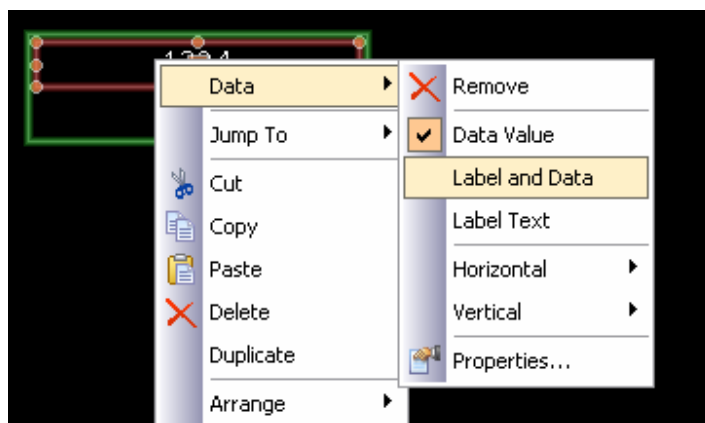 Data
Jump To
Cut
Copy
Paste
Delete
Duplicate
Arrange
Remove
Data Value
Label and Data
Label Text
Horizontal
Vertical
Properties...